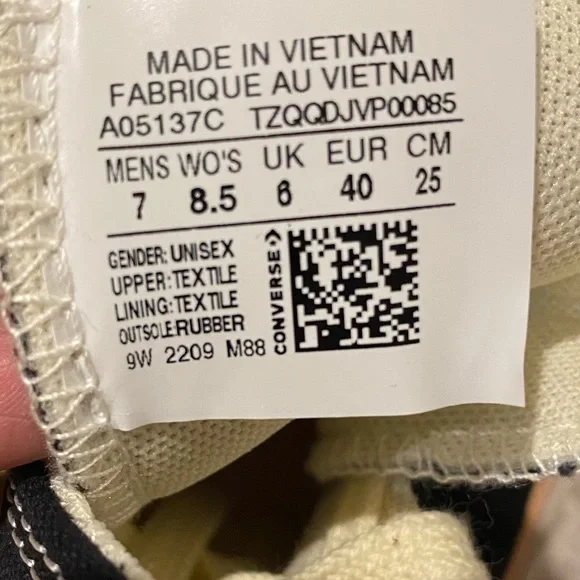 MADE IN VIETNAM
FABRIQUE AU VIETNAM
A05137C TZQQDJVP00085
MENS WO'S UK EUR CM
7 8.5 6 40 25
GENDER: UNISEX
UPPER: TEXTILE
LINING: TEXTILE
OUTSOLE:RUBBER
9W 2209 M88
CONVERSE